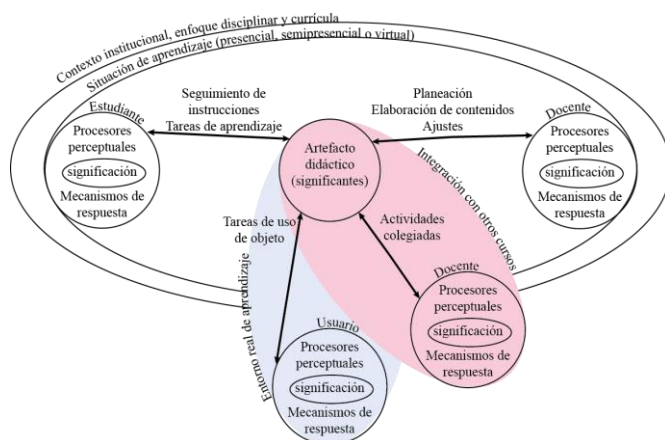 Contexto institucional, enfoque disciplinar y currícula
Situación de aprendizaje (presencial, semipresencial o virtual)
Estudiante
Procesores
perceptuales
significación
Mecanismos de
respuesta
Seguimiento de
instrucciones
Tareas de aprendizaje
Artefacto
didáctico
(significantes)
Planeación
Elaboración de contenidos
Ajustes
Docente
Procesores
perceptuales
significación
Mecanismos de
respuesta
Integración con otros cursos
Tareas de uso
de objeto
Actividades
colegiadas
Entorno real de aprendizaje
Docente
Procesores
perceptuales
significación
Mecanismos de
respuesta
Usuario
Procesores
perceptuales
significación
Mecanismos de
respuesta